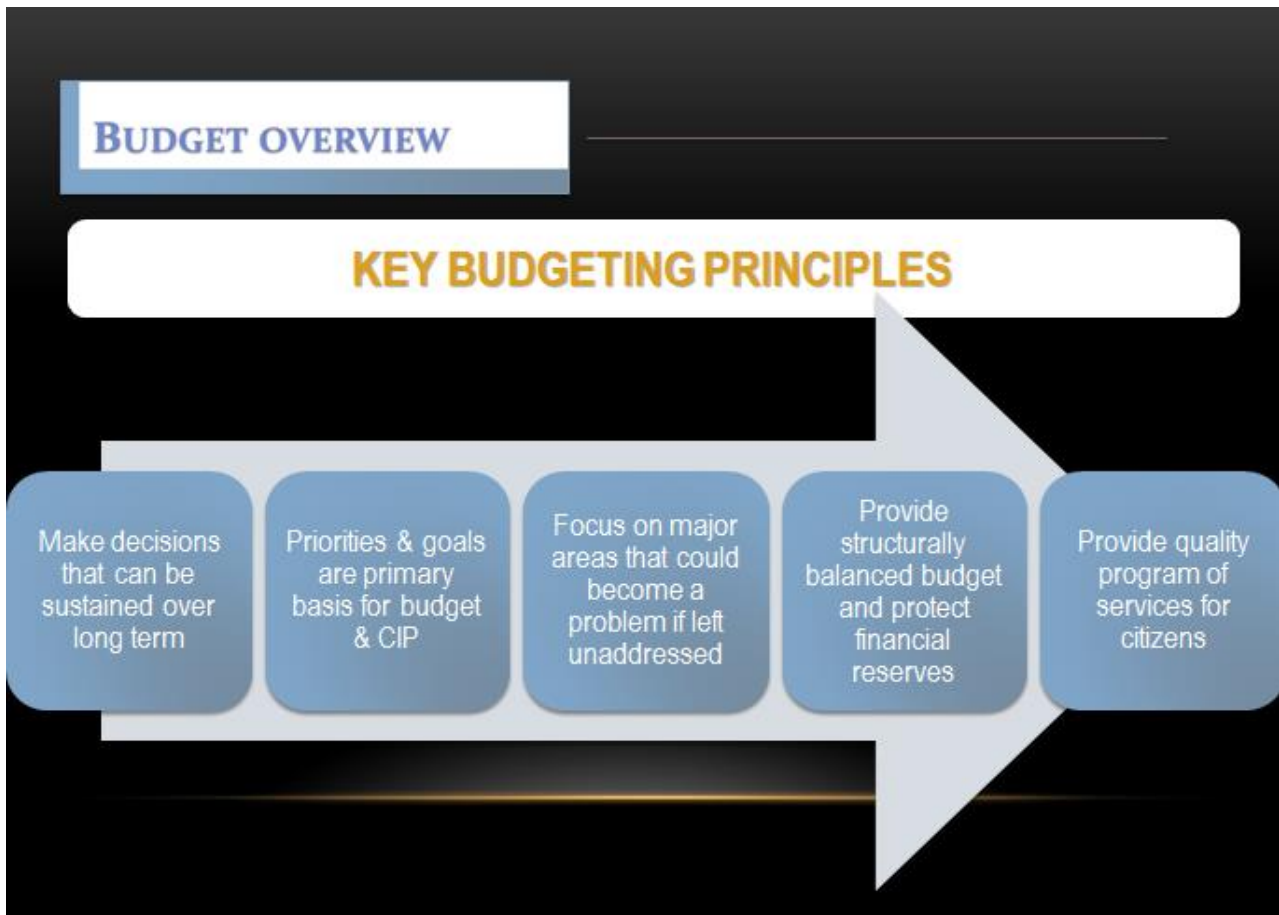 BUDGET OVERVIEW
KEY BUDGETING PRINCIPLES
Make decisions
that can be
sustained over
long term
Priorities & goals
are primary
basis for budget
& CIP
Focus on major
areas that could
become a
problem if left
unaddressed
Provide
structurally
balanced budget
and protect
financial
reserves
Provide quality
program of
services for
citizens